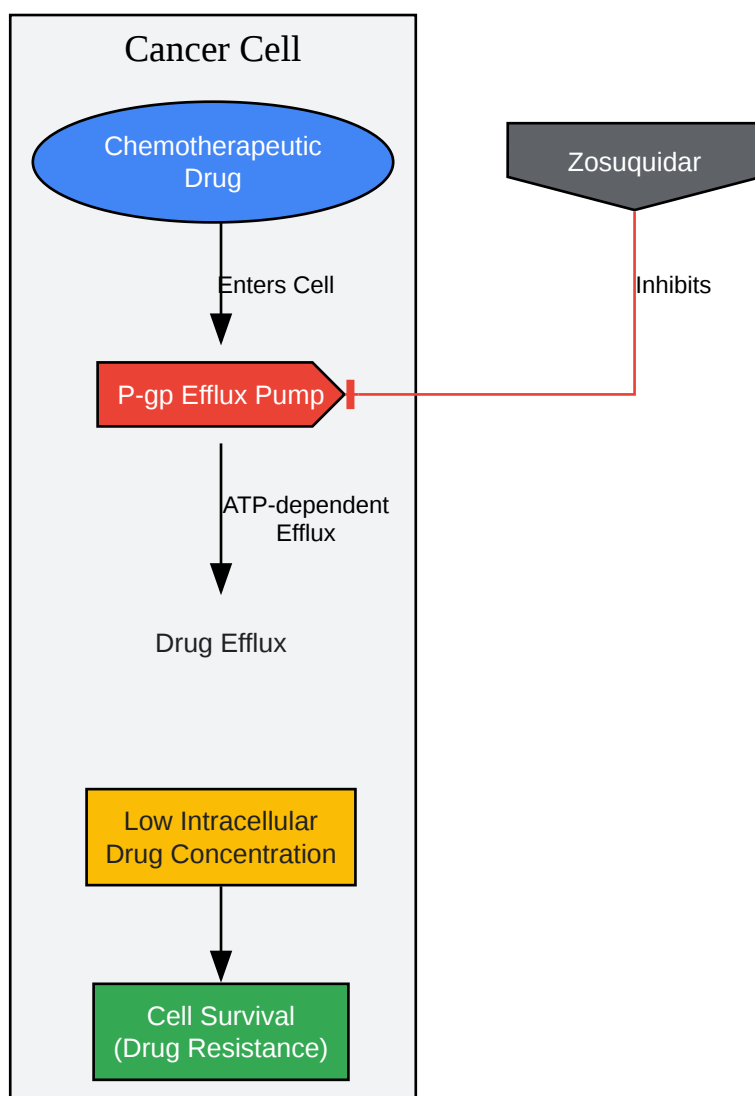 Cancer Cell
Chemotherapeutic
Drug
Zosuquidar
Enters Cell
Inhibits
P-gp Efflux Pump
ATP-dependent
Efflux
Drug Efflux
Low Intracellular
Drug Concentration
Cell Survival
(Drug Resistance)